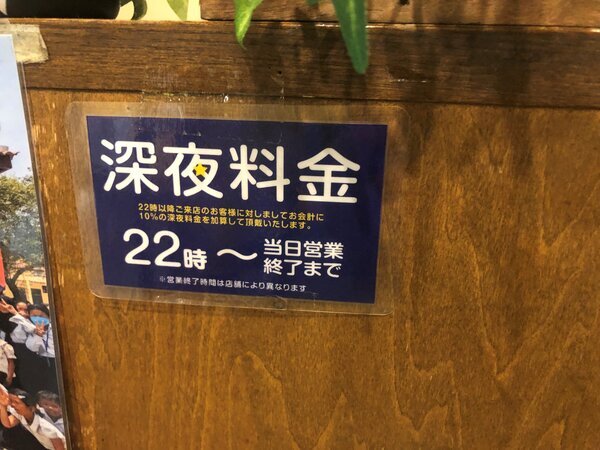 深夜料金
22時以降ご来店のお客様に対しましてお会計に
10%の深夜料金を加算して頂戴いたします。
22時～当日営業
終了まで
※営業終了時間は店舗により異なります